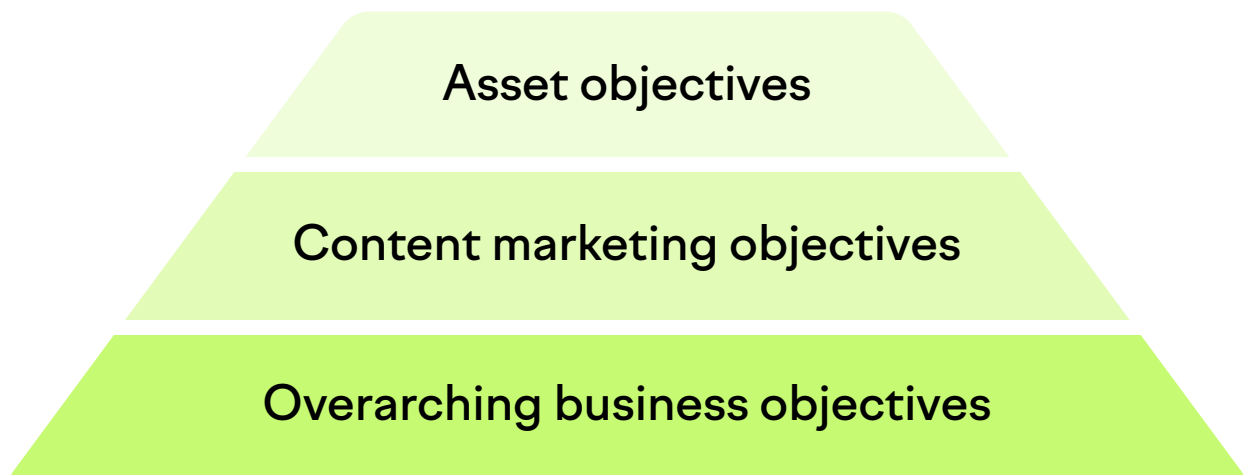 Asset objectives
Content marketing objectives
Overarching business objectives